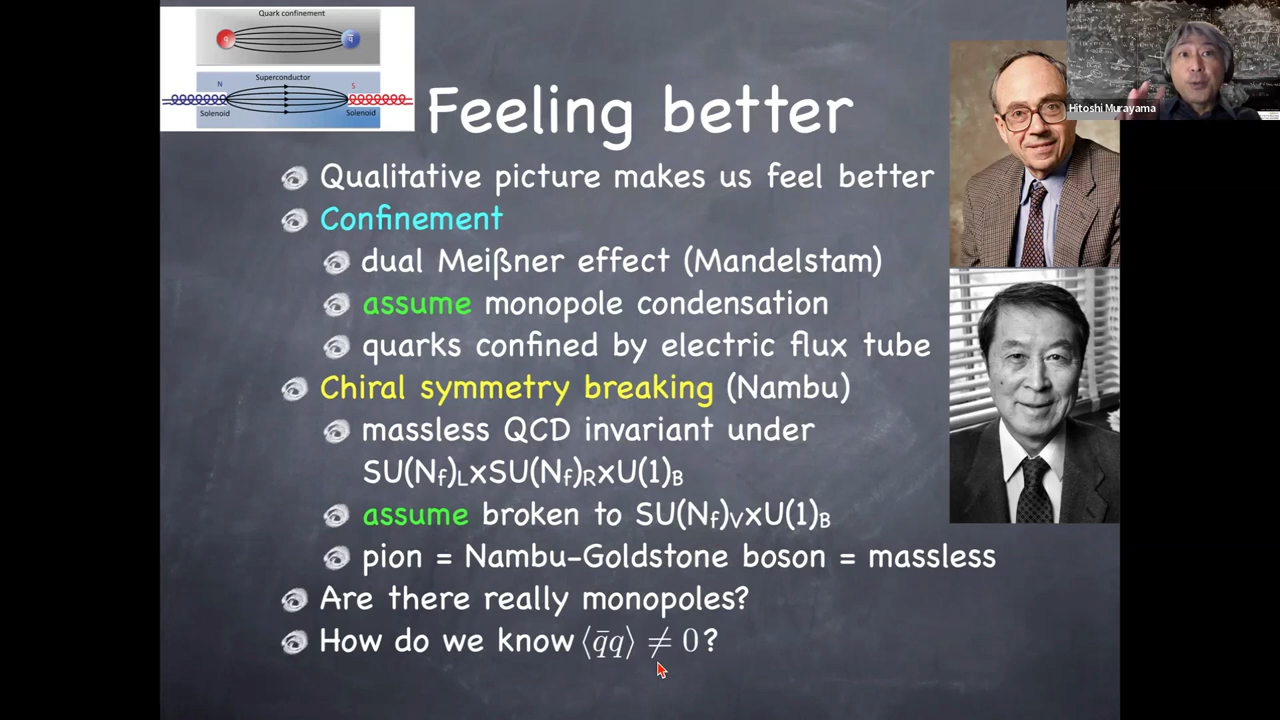 Quark confinement
q
q̄
Superconductor
N
S
Solenoid
Solenoid
Hitoshi Murayama
Feeling better
Qualitative picture makes us feel better
Confinement
dual Meißner effect (Mandelstam)
assume monopole condensation
quarks confined by electric flux tube
Chiral symmetry breaking (Nambu)
massless QCD invariant under
SU(Nf)LxSU(Nf)RxU(1)B
assume broken to SU(Nf)VxU(1)B
pion = Nambu-Goldstone boson = massless
Are there really monopoles?
How do we know ⟨q̄q⟩ ≠ 0?